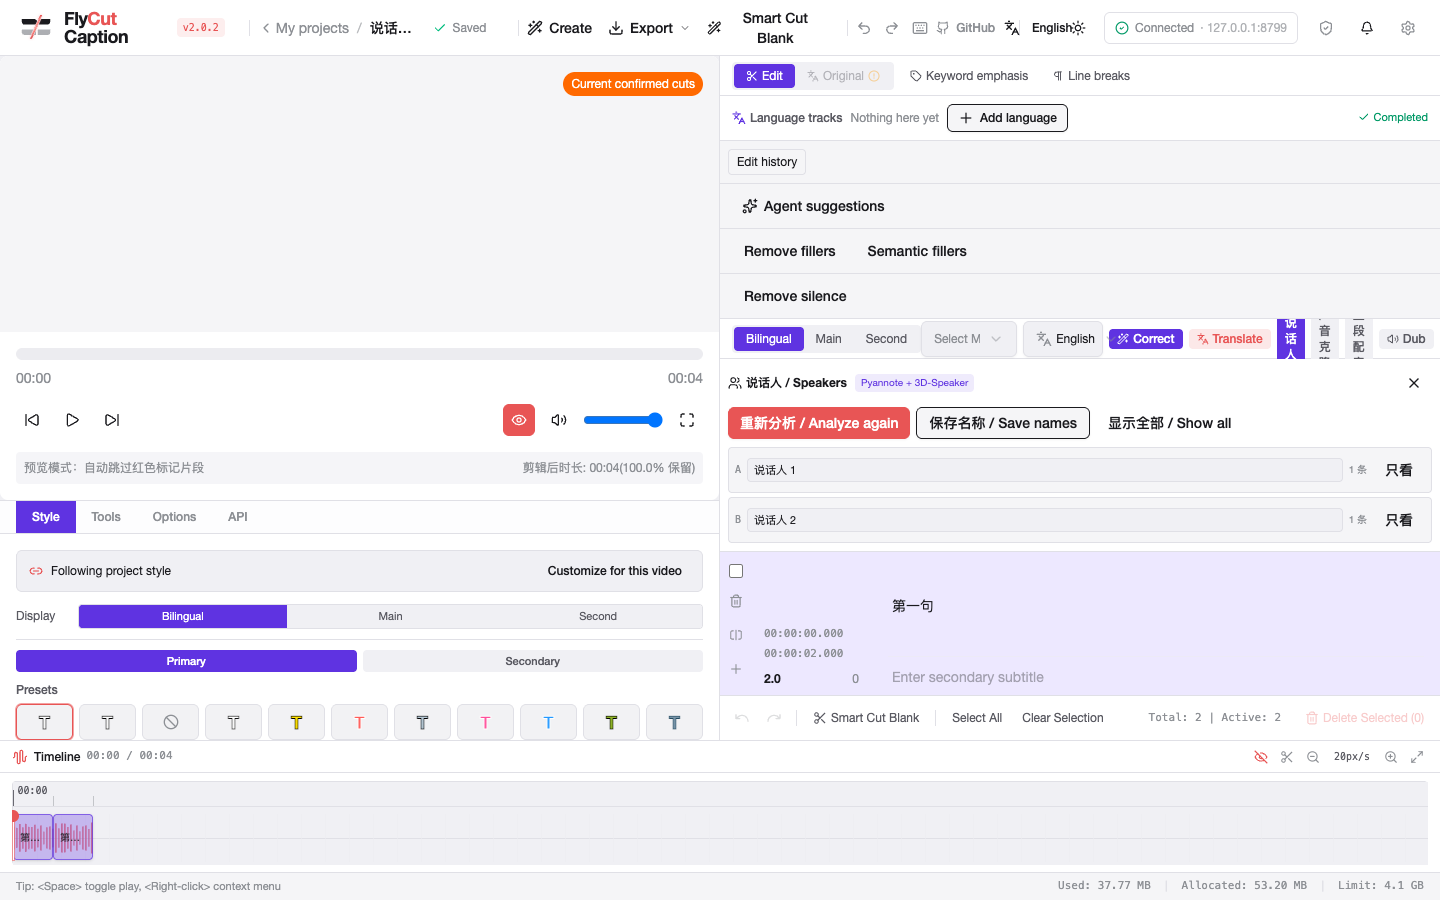 FlyCut
Caption
v2.0.2
My projects / 说话...
Saved
Create
Export
Smart Cut
Blank
GitHub
English
Connected · 127.0.0.1:8799
Current confirmed cuts
00:00
00:04
预览模式：自动跳过红色标记片段
剪辑后时长: 00:04(100.0% 保留)
Style
Tools
Options
API
Following project style
Customize for this video
Display
Bilingual
Main
Second
Primary
Secondary
Presets
T T T T T T T T T T
Edit
Original
Keyword emphasis
Line breaks
Language tracks
Nothing here yet
Add language
Completed
Edit history
Agent suggestions
Remove fillers
Semantic fillers
Remove silence
Bilingual
Main
Second
Select M
English
Correct
Translate
说
话
人
音
克
段
配
Dub
说话人 / Speakers
Pyannote + 3D-Speaker
重新分析 / Analyze again
保存名称 / Save names
显示全部 / Show all
A
说话人 1
1 条
只看
B
说话人 2
1 条
只看
第一句
00:00:00.000
00:00:02.000
2.0
0
Enter secondary subtitle
Smart Cut Blank
Select All
Clear Selection
Total: 2 | Active: 2
Delete Selected (0)
Timeline
00:00 / 00:04
20px/s
00:00
第...
第...
Tip: <Space> toggle play, <Right-click> context menu
Used: 37.77 MB
Allocated: 53.20 MB
Limit: 4.1 GB